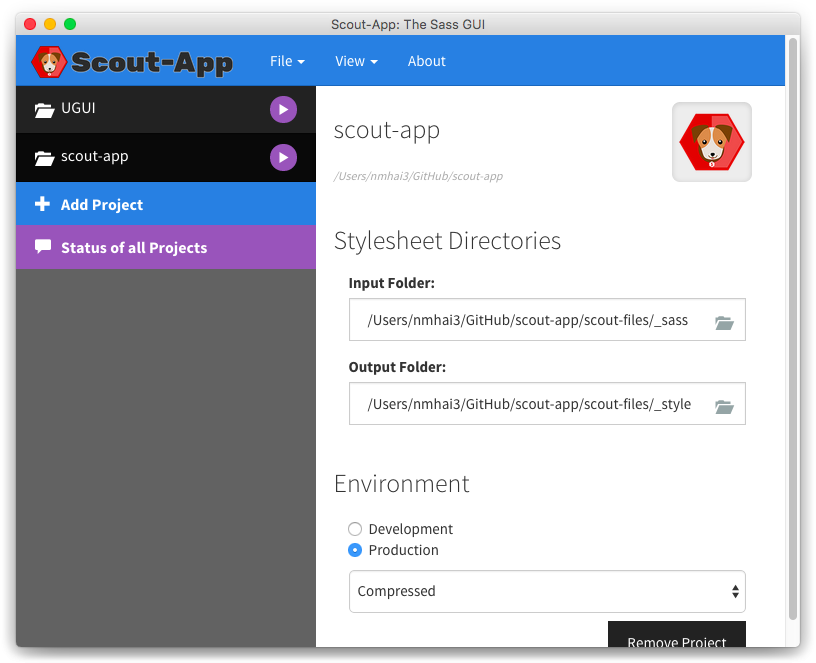 Scout-App: The Sass GUI
Scout-App File View About
UGUI
scout-app
Add Project
Status of all Projects
scout-app
/Users/nmhai3/GitHub/scout-app
Stylesheet Directories
Input Folder:
/Users/nmhai3/GitHub/scout-app/scout-files/_sass
Output Folder:
/Users/nmhai3/GitHub/scout-app/scout-files/_style
Environment
Development
Production
Compressed
Remove Project